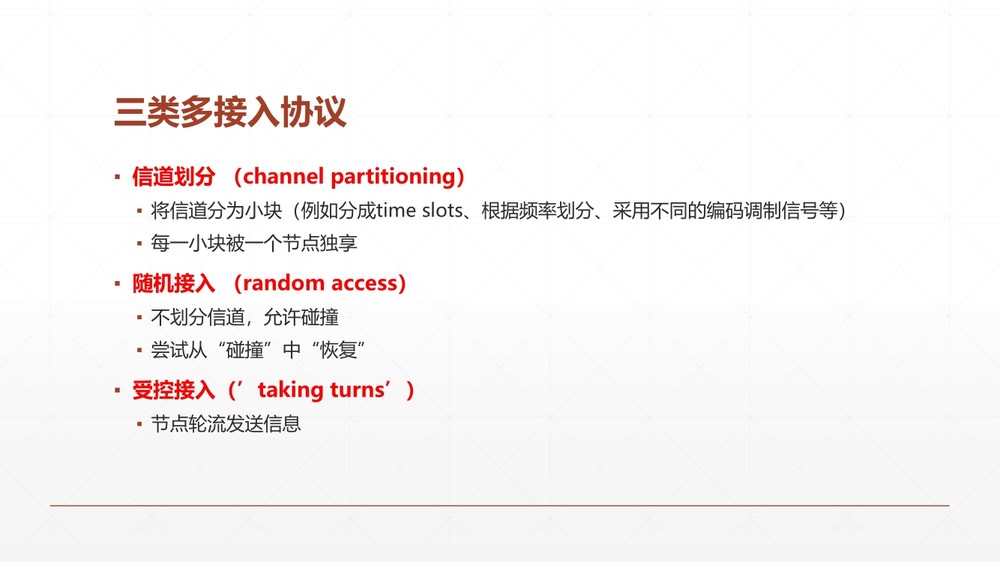 三类多接入协议
▪ 信道划分 （channel partitioning）
▪ 将信道分为小块（例如分成time slots、根据频率划分、采用不同的编码调制信号等）
▪ 每一小块被一个节点独享
▪ 随机接入 （random access）
▪ 不划分信道，允许碰撞
▪ 尝试从“碰撞”中“恢复”
▪ 受控接入（’taking turns’）
▪ 节点轮流发送信息